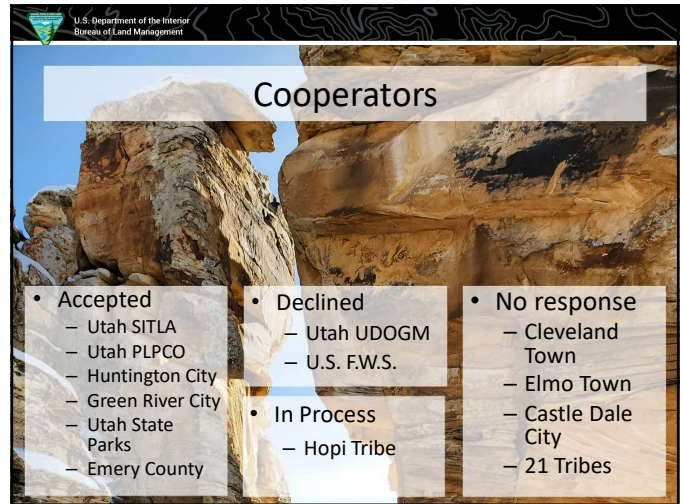 U.S. Department of the Interior
Bureau of Land Management
Cooperators
• Accepted
– Utah SITLA
– Utah PLPCO
– Huntington City
– Green River City
– Utah State
Parks
– Emery County
• Declined
– Utah UDOGM
– U.S. F.W.S.
• In Process
– Hopi Tribe
• No response
– Cleveland
Town
– Elmo Town
– Castle Dale
City
– 21 Tribes